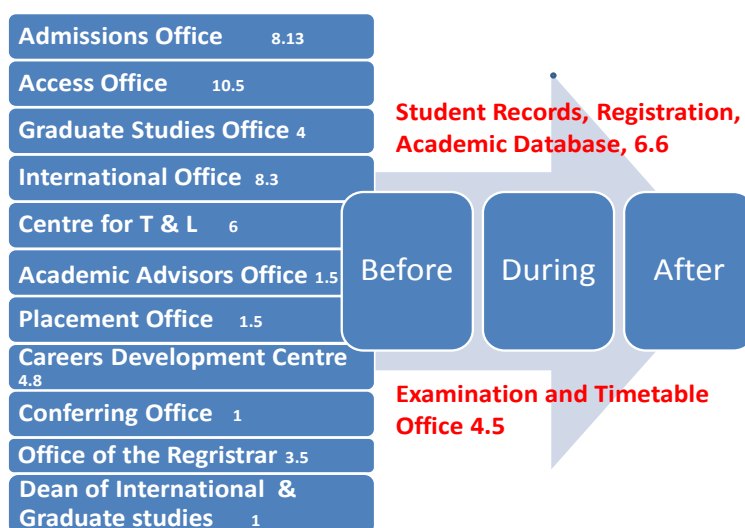 Admissions Office 8.13
Access Office 10.5
Graduate Studies Office 4
International Office 8.3
Centre for T & L 6
Academic Advisors Office 1.5
Placement Office 1.5
Careers Development Centre
4.8
Conferring Office 1
Office of the Regristrar 3.5
Dean of International &
Graduate studies 1
Student Records, Registration,
Academic Database, 6.6
Before
During
After
Examination and Timetable
Office 4.5